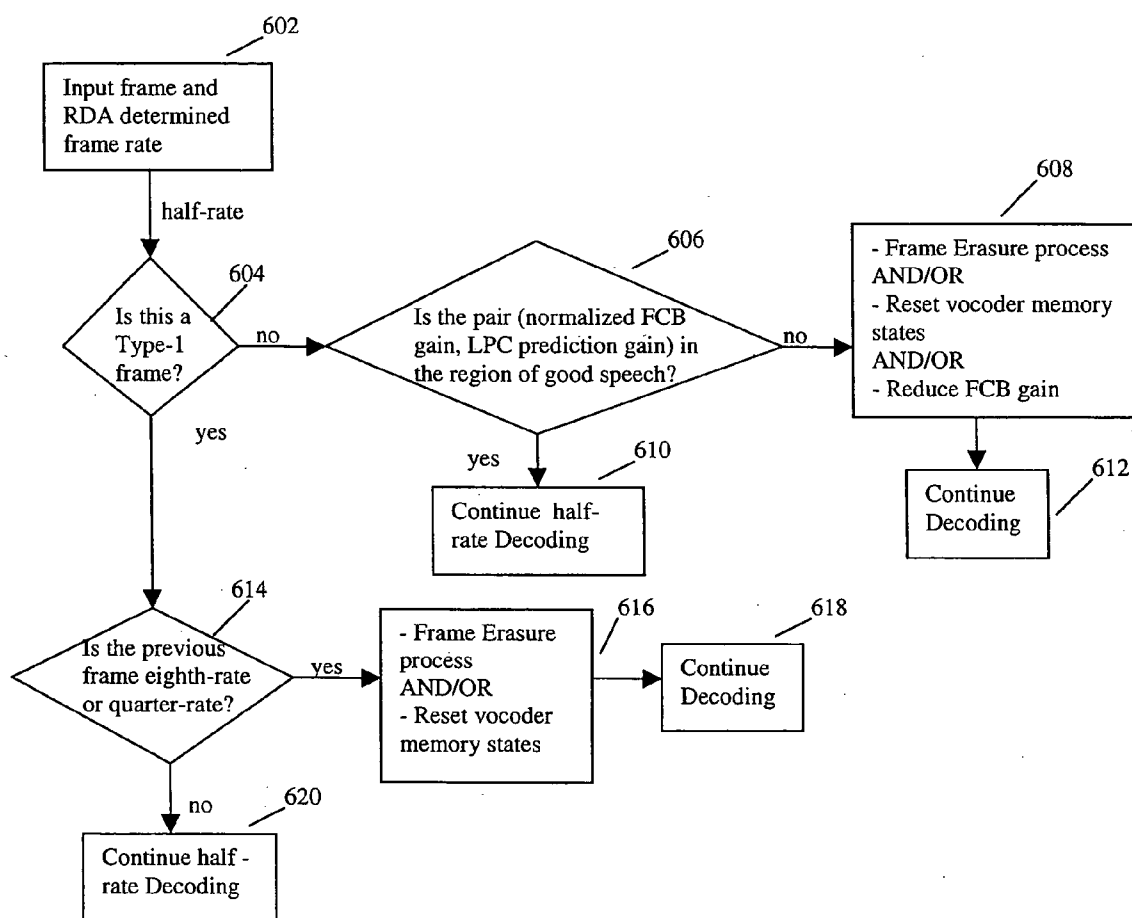 602
Input frame and
RDA determined
frame rate
half-rate
604
Is this a
Type-1
frame?
no
yes
606
Is the pair (normalized FCB
gain, LPC prediction gain) in
the region of good speech?
no
yes
608
- Frame Erasure process
AND/OR
- Reset vocoder memory
states
AND/OR
- Reduce FCB gain
610
Continue half-
rate Decoding
612
Continue
Decoding
614
Is the previous
frame eighth-rate
or quarter-rate?
yes
no
616
- Frame Erasure
process
AND/OR
- Reset vocoder
memory states
618
Continue
Decoding
620
Continue half -
rate Decoding